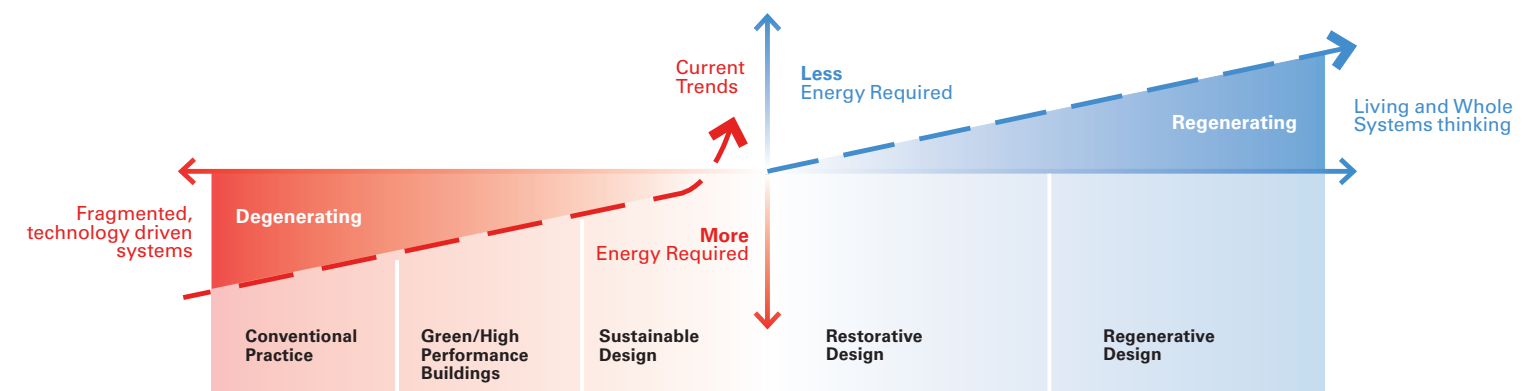 Current
Trends
Less
Energy Required
Regenerating
Living and Whole
Systems thinking
Fragmented,
technology driven
systems
Degenerating
More
Energy Required
Conventional
Practice
Green/High
Performance
Buildings
Sustainable
Design
Restorative
Design
Regenerative
Design